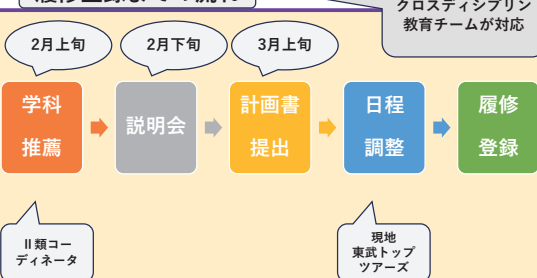 クロスディシプリン
教育チームが対応
2月上旬
2月下旬
3月上旬
学科
推薦
説明会
計画書
提出
日程
調整
履修
登録
Ⅱ類コー
ディネータ
現地
東武トップ
ツアーズ